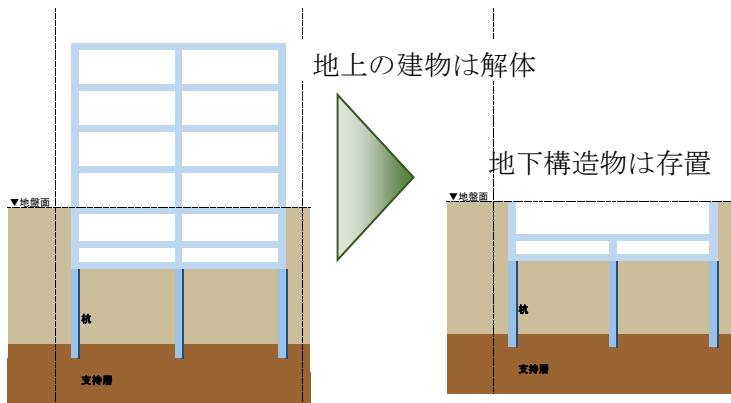 地上の建物は解体
地下構造物は存置
▼地盤面
杭
支持層
▼地盤面
杭
支持層